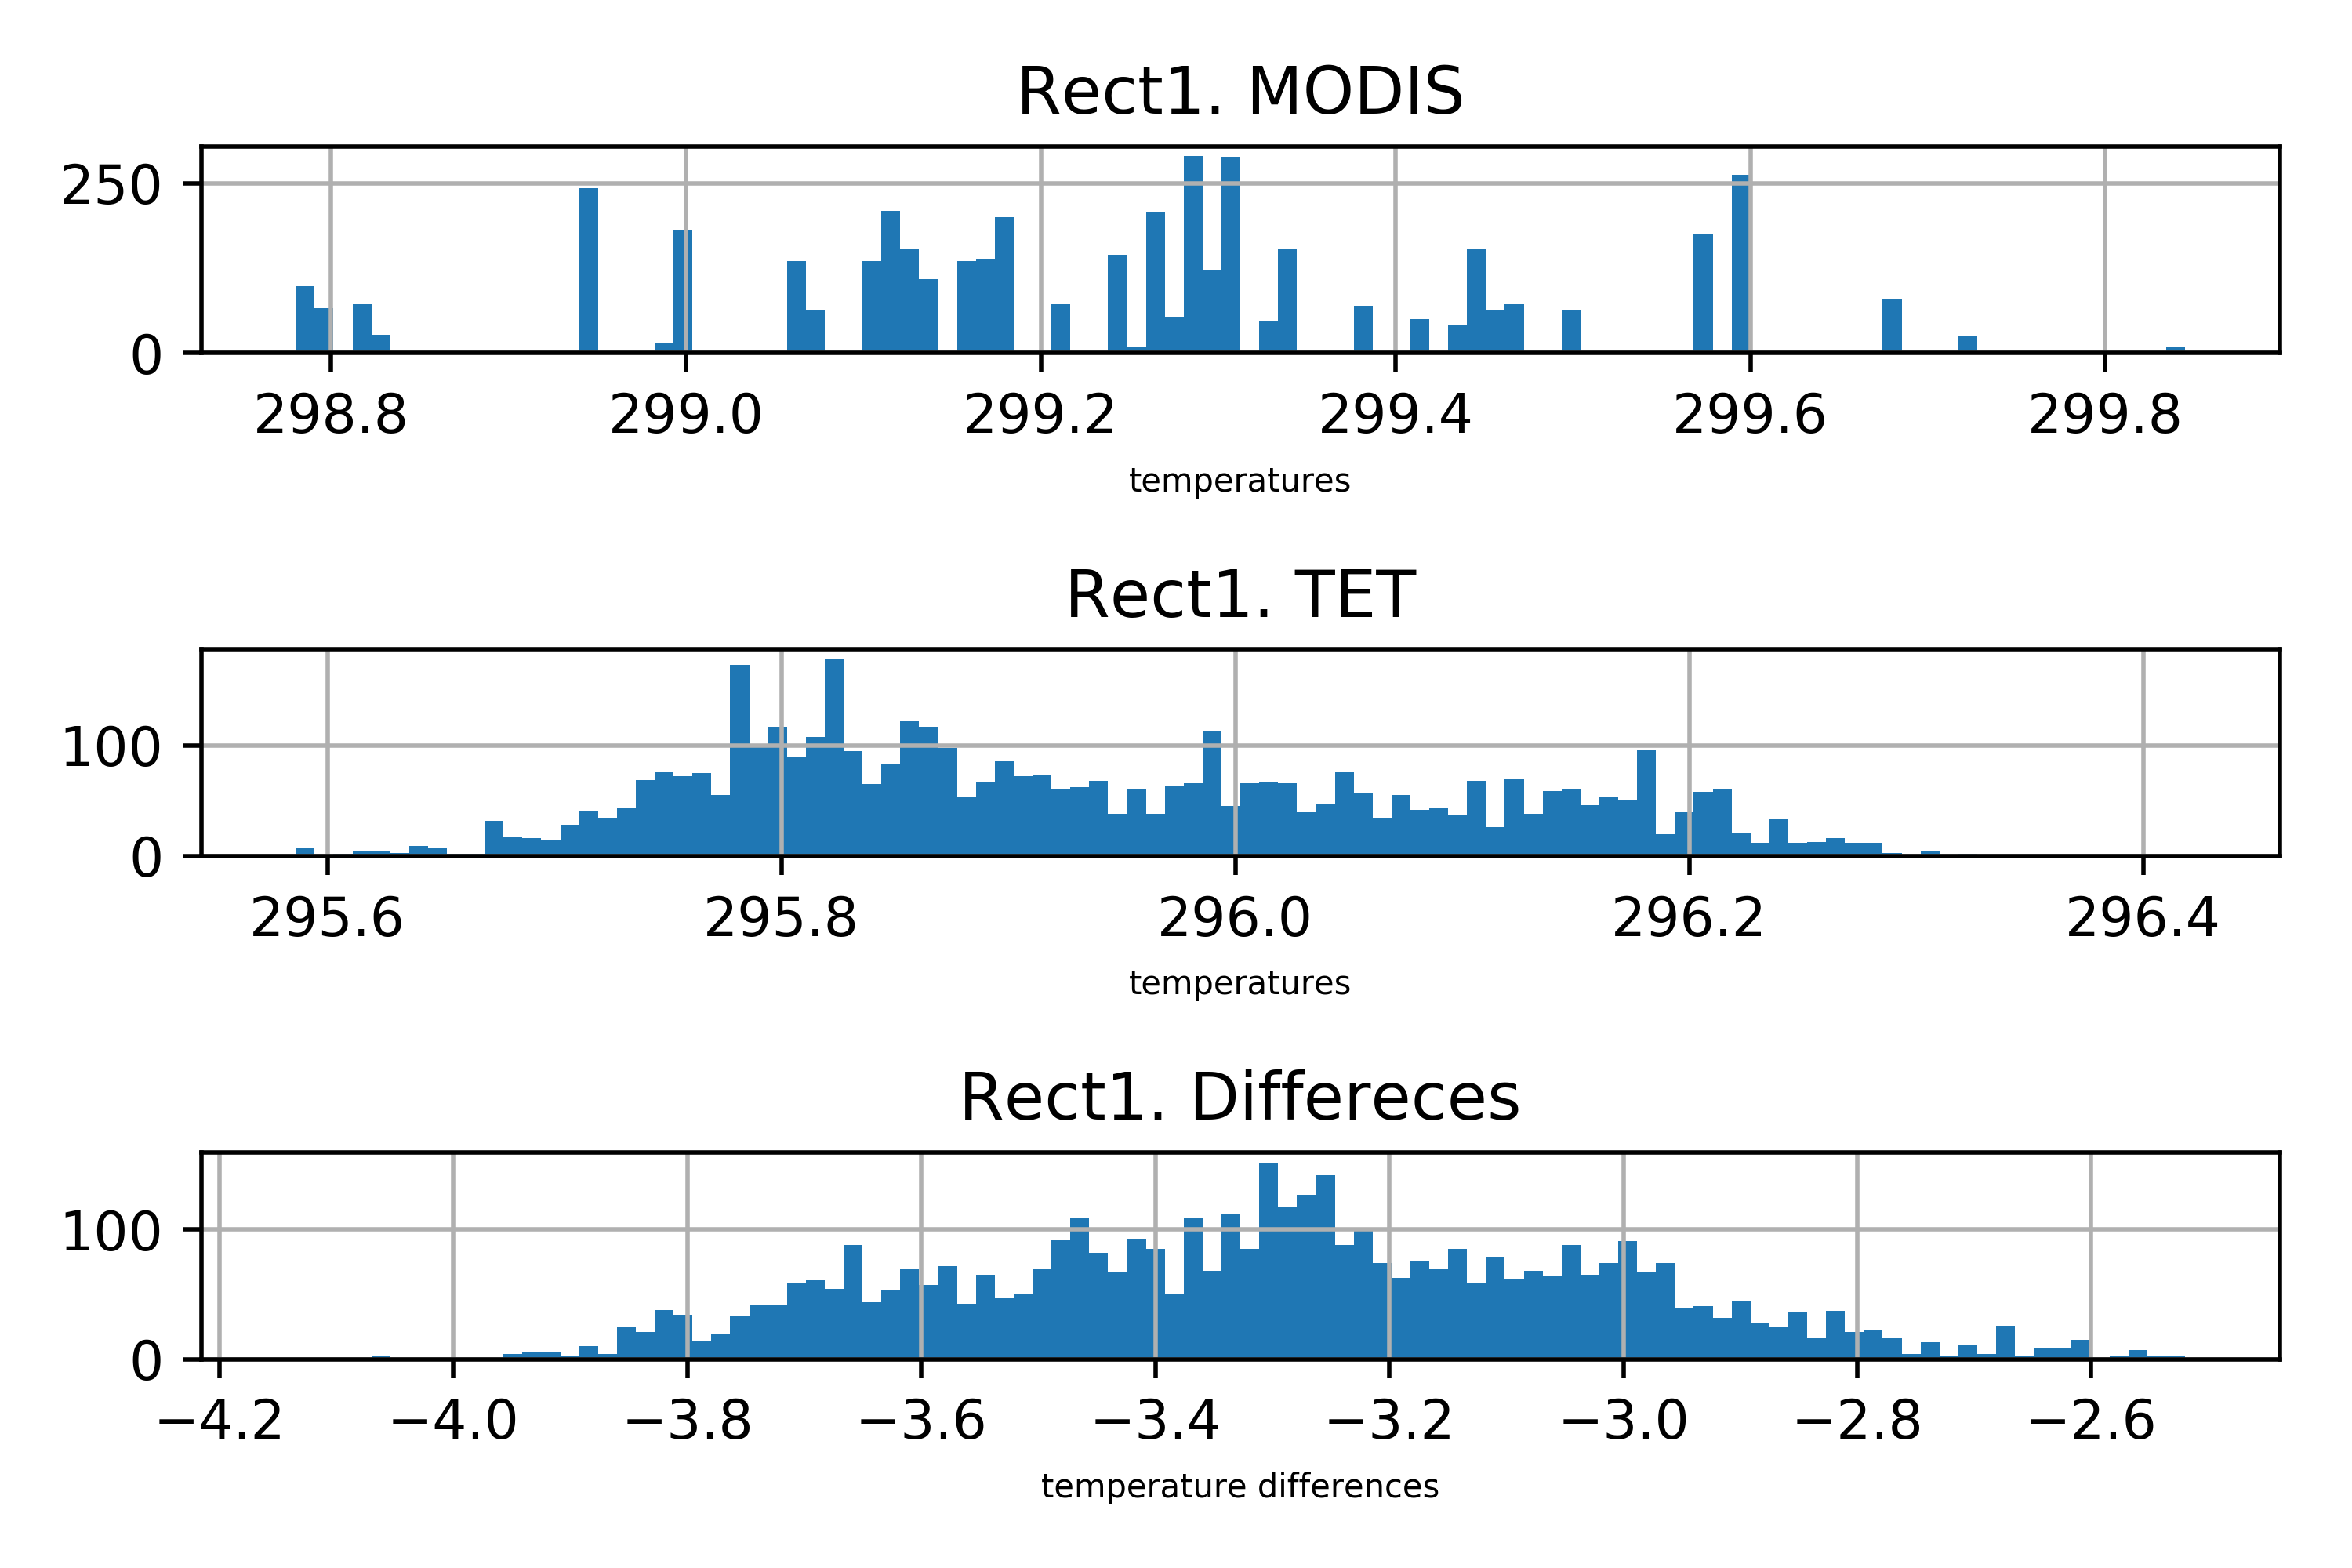 Rect1. MODIS
250
0
298.8 299.0 299.2 299.4 299.6 299.8
temperatures
Rect1. TET
100
0
295.6 295.8 296.0 296.2 296.4
temperatures
Rect1. Differeces
100
0
−4.2 −4.0 −3.8 −3.6 −3.4 −3.2 −3.0 −2.8 −2.6
temperature differences